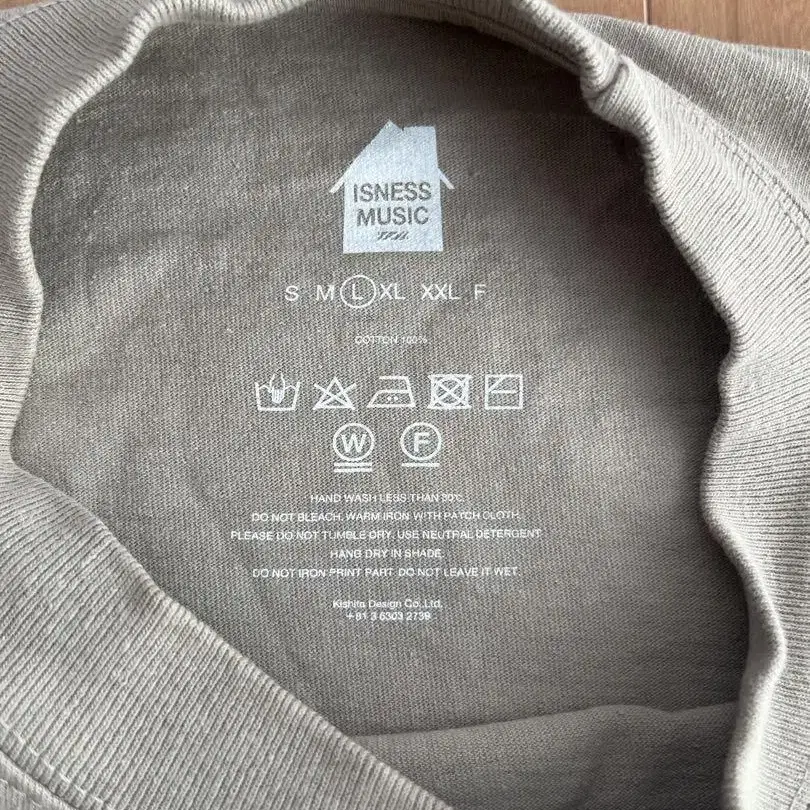 ISNESS
MUSIC
S M L XL XXL F
COTTON 100%
W F
HAND WASH LESS THAN 30℃.
DO NOT BLEACH. WARM IRON WITH PATCH CLOTH.
PLEASE DO NOT TUMBLE DRY. USE NEUTRAL DETERGENT
HANG DRY IN SHADE.
DO NOT IRON PRINT PART. DO NOT LEAVE IT WET.
Kishita Design Co.,Ltd.
+81 3 6303 2739